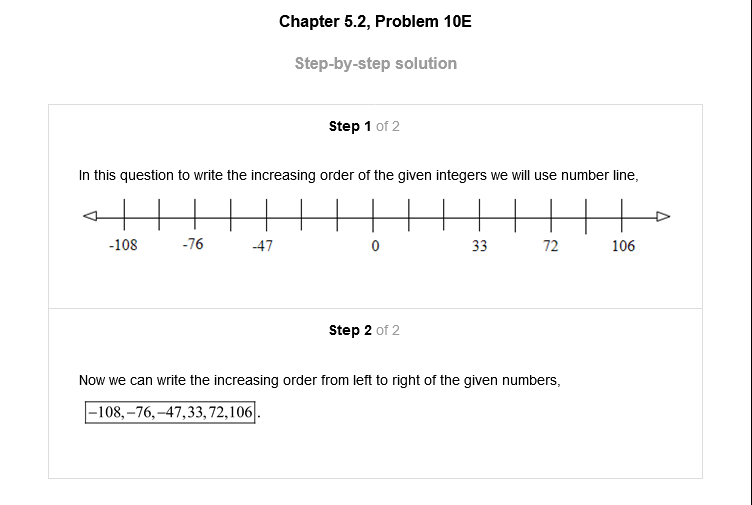 Chapter 5.2, Problem 10E
Step-by-step solution
Step 1 of 2
In this question to write the increasing order of the given integers we will use number line,
-108 -76 -47 0 33 72 106
Step 2 of 2
Now we can write the increasing order from left to right of the given numbers,
−108,−76,−47,33,72,106.